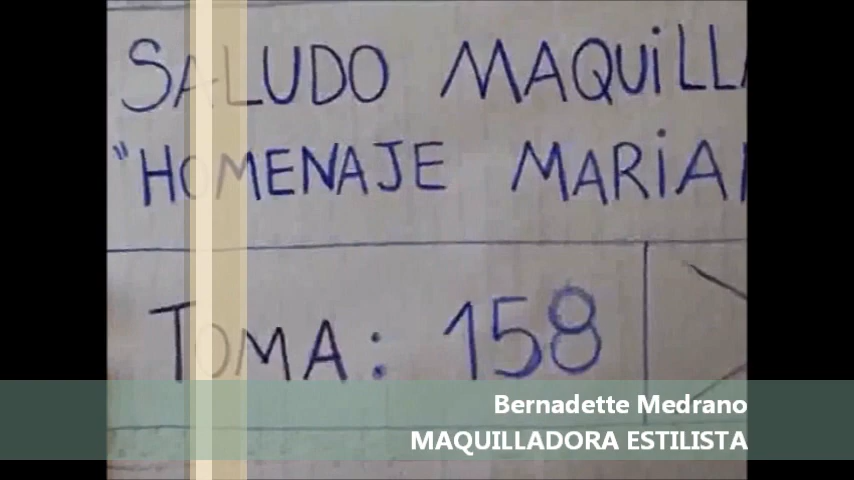 SALUDO MAQUILL
"HOMENAJE MARIA
TOMA: 158
Bernadette Medrano
MAQUILLADORA ESTILISTA